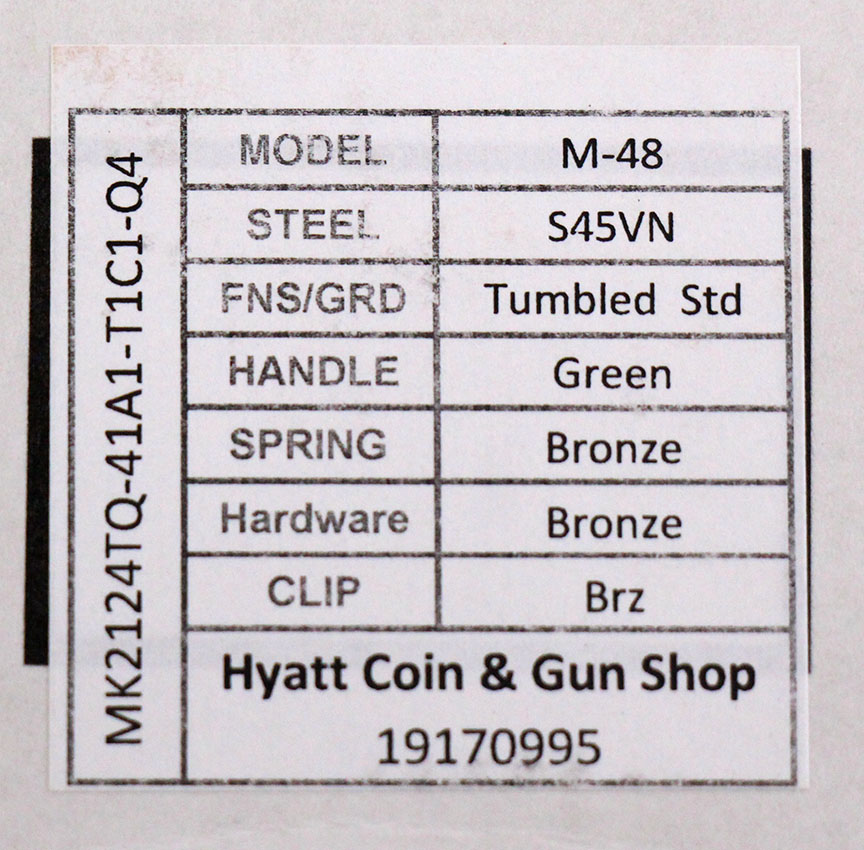 MK2124TQ-41A1-T1C1-Q4
MODEL M-48
STEEL S45VN
FNS/GRD Tumbled Std
HANDLE Green
SPRING Bronze
Hardware Bronze
CLIP Brz
Hyatt Coin & Gun Shop
19170995